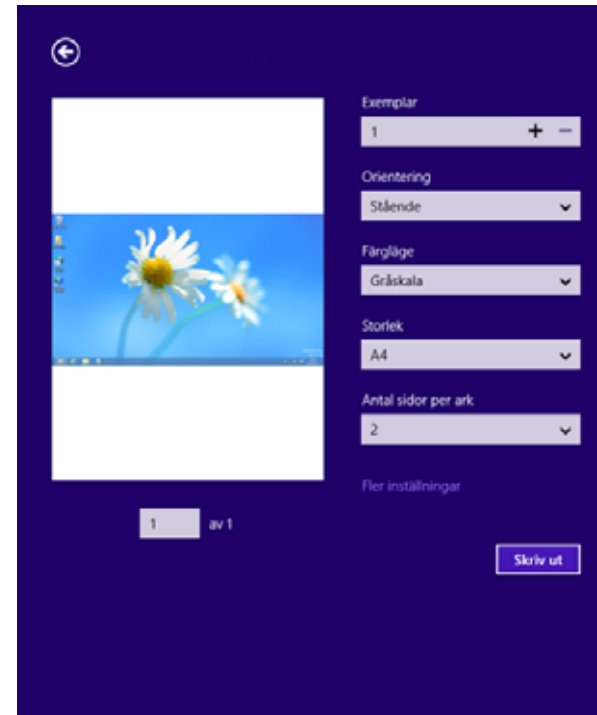 Exemplar
1
Orientering
Stående
Färgläge
Gråskala
Storlek
A4
Antal sidor per ark
2
Fler inställningar
1 av 1
Skriv ut